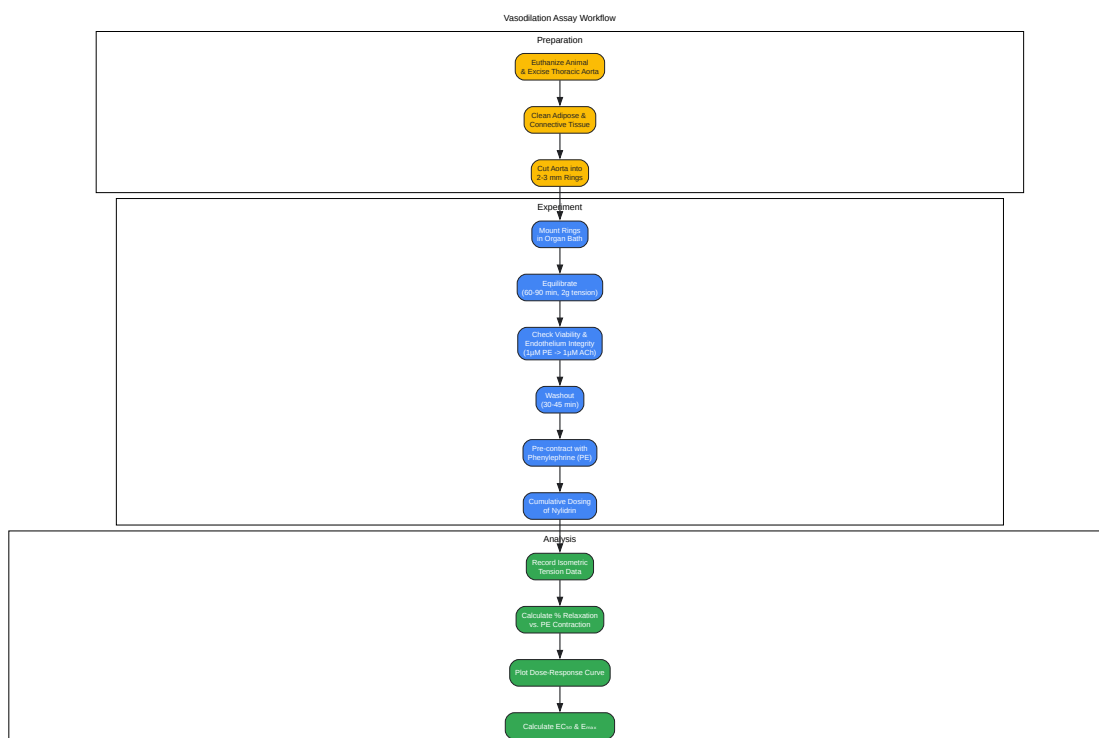 Vasodilation Assay Workflow
Preparation
Euthanize Animal
& Excise Thoracic Aorta
Clean Adipose &
Connective Tissue
Cut Aorta into
2-3 mm Rings
Experiment
Mount Rings
in Organ Bath
Equilibrate
(60-90 min, 2g tension)
Check Viability &
Endothelium Integrity
(1µM PE -> 1µM ACh)
Washout
(30-45 min)
Pre-contract with
Phenylephrine (PE)
Cumulative Dosing
of Nylidrin
Analysis
Record Isometric
Tension Data
Calculate % Relaxation
vs. PE Contraction
Plot Dose-Response Curve
Calculate EC₅₀ & Eₘₐₓ